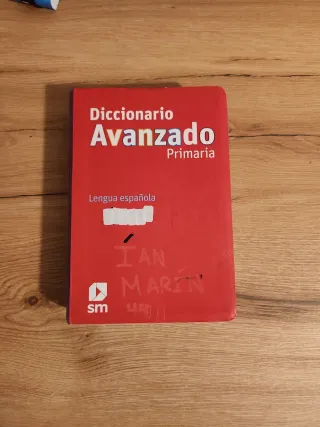 Diccionario
Avanzado
Primaria
Lengua española
IAN
MARÍN
sm